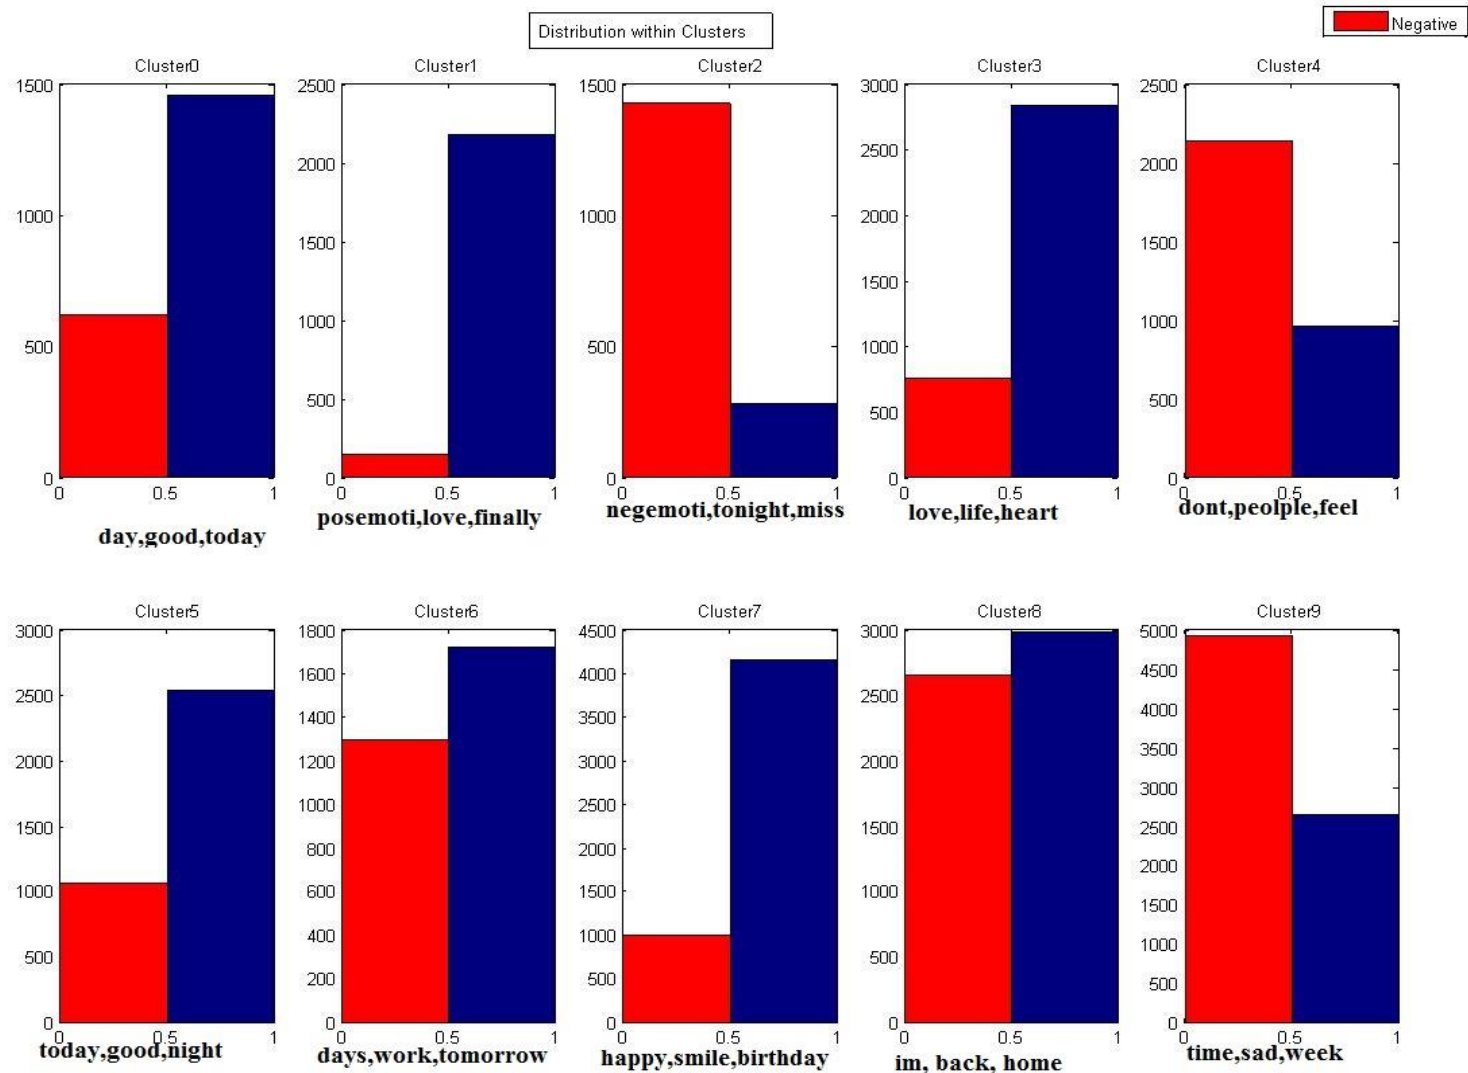 Distribution within Clusters
Negative
Cluster0
1500
1000
500
0
0 0.5 1
day,good,today
Cluster1
2500
2000
1500
1000
500
0
0 0.5 1
posemoti,love,finally
Cluster2
1500
1000
500
0
0 0.5 1
negemoti,tonight,miss
Cluster3
3000
2500
2000
1500
1000
500
0
0 0.5 1
love,life,heart
Cluster4
2500
2000
1500
1000
500
0
0 0.5 1
dont,peolple,feel
Cluster5
3000
2500
2000
1500
1000
500
0
0 0.5 1
today,good,night
Cluster6
1800
1600
1400
1200
1000
800
600
400
200
0
0 0.5 1
days,work,tomorrow
Cluster7
4500
4000
3500
3000
2500
2000
1500
1000
500
0
0 0.5 1
happy,smile,birthday
Cluster8
3000
2500
2000
1500
1000
500
0
0 0.5 1
im, back, home
Cluster9
5000
4500
4000
3500
3000
2500
2000
1500
1000
500
0
0 0.5 1
time,sad,week